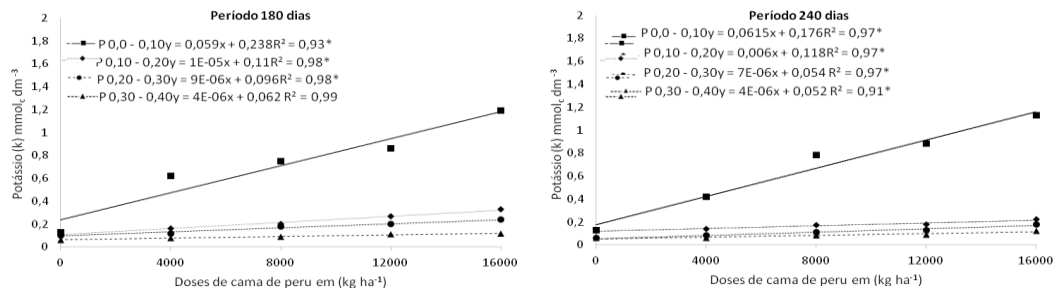 Período 180 dias
2
1,8
1,6
1,4
1,2
1
0,8
0,6
0,4
0,2
0
Potássio (k) mmolc dm⁻³
P 0,0 - 0,10y = 0,059x + 0,238R² = 0,93*
P 0,10 - 0,20y = 1E-05x + 0,11R² = 0,98*
P 0,20 - 0,30y = 9E-06x + 0,096R² = 0,98*
P 0,30 - 0,40y = 4E-06x + 0,062 R² = 0,99
0 4000 8000 12000 16000
Doses de cama de peru em (kg ha⁻¹)
Período 240 dias
2
1,8
1,6
1,4
1,2
1
0,8
0,6
0,4
0,2
0
Potássio (k) mmolc dm⁻³
P 0,0 - 0,10y = 0,0615x + 0,176R² = 0,97*
P 0,10 - 0,20y = 0,006x + 0,118R² = 0,97*
P 0,20 - 0,30y = 7E-06x + 0,054 R² = 0,97*
P 0,30 - 0,40y = 4E-06x + 0,052 R² = 0,91*
0 4000 8000 12000 16000
Doses de cama de peru em (kg ha⁻¹)